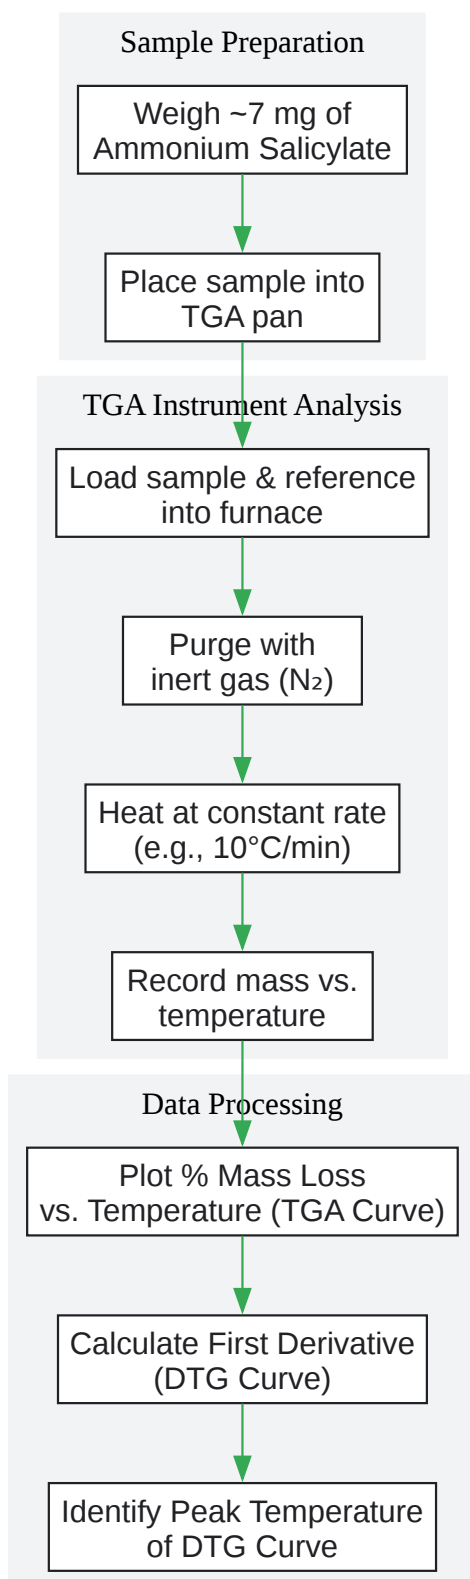 Sample Preparation
Weigh ~7 mg of
Ammonium Salicylate
Place sample into
TGA pan
TGA Instrument Analysis
Load sample & reference
into furnace
Purge with
inert gas (N₂)
Heat at constant rate
(e.g., 10°C/min)
Record mass vs.
temperature
Data Processing
Plot % Mass Loss
vs. Temperature (TGA Curve)
Calculate First Derivative
(DTG Curve)
Identify Peak Temperature
of DTG Curve